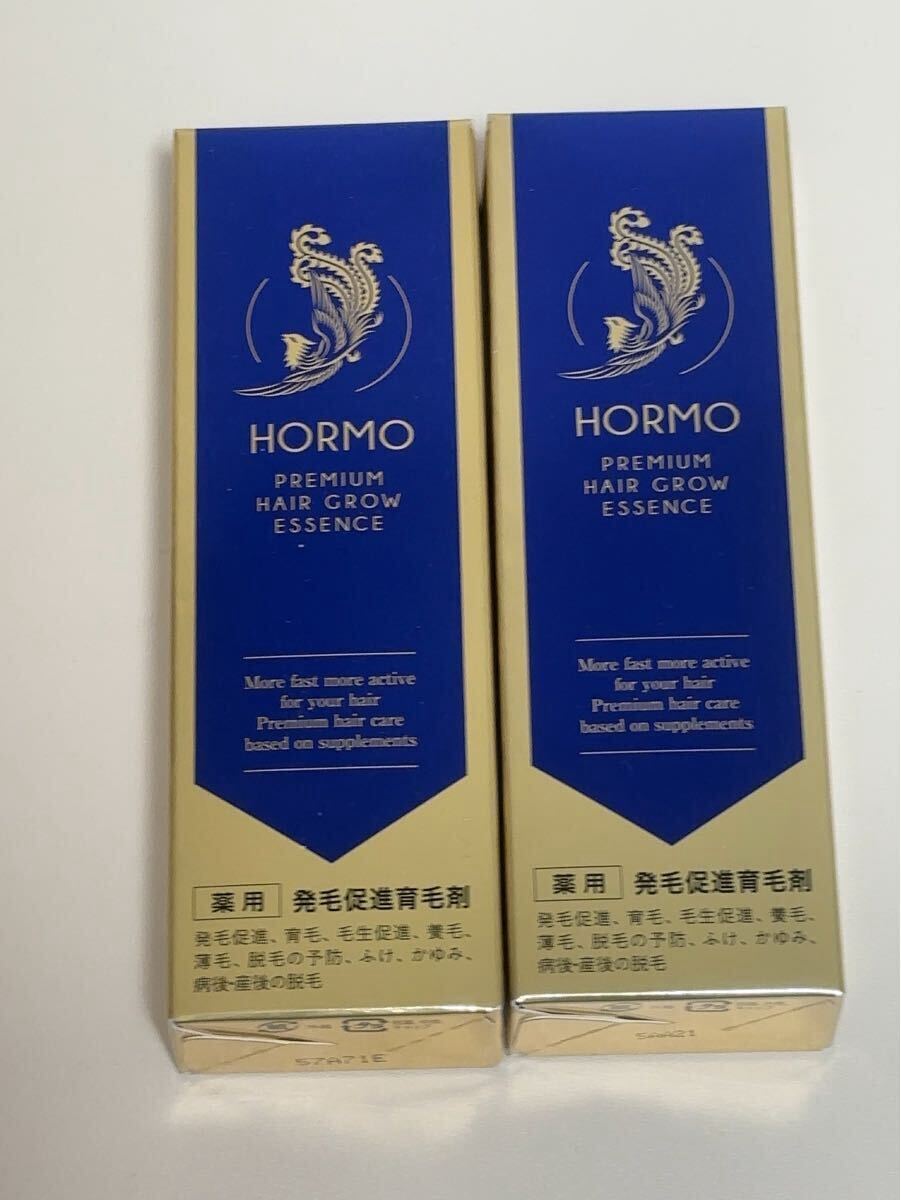 HORMO
PREMIUM
HAIR GROW
ESSENCE
More fast more active
for your hair
Premium hair care
based on supplements
薬用 発毛促進育毛剤
発毛促進、育毛、毛生促進、養毛、
薄毛、脱毛の予防、ふけ、かゆみ、
病後・産後の脱毛
57A71E
HORMO
PREMIUM
HAIR GROW
ESSENCE
More fast more active
for your hair
Premium hair care
based on supplements
薬用 発毛促進育毛剤
発毛促進、育毛、毛生促進、養毛、
薄毛、脱毛の予防、ふけ、かゆみ、
病後・産後の脱毛